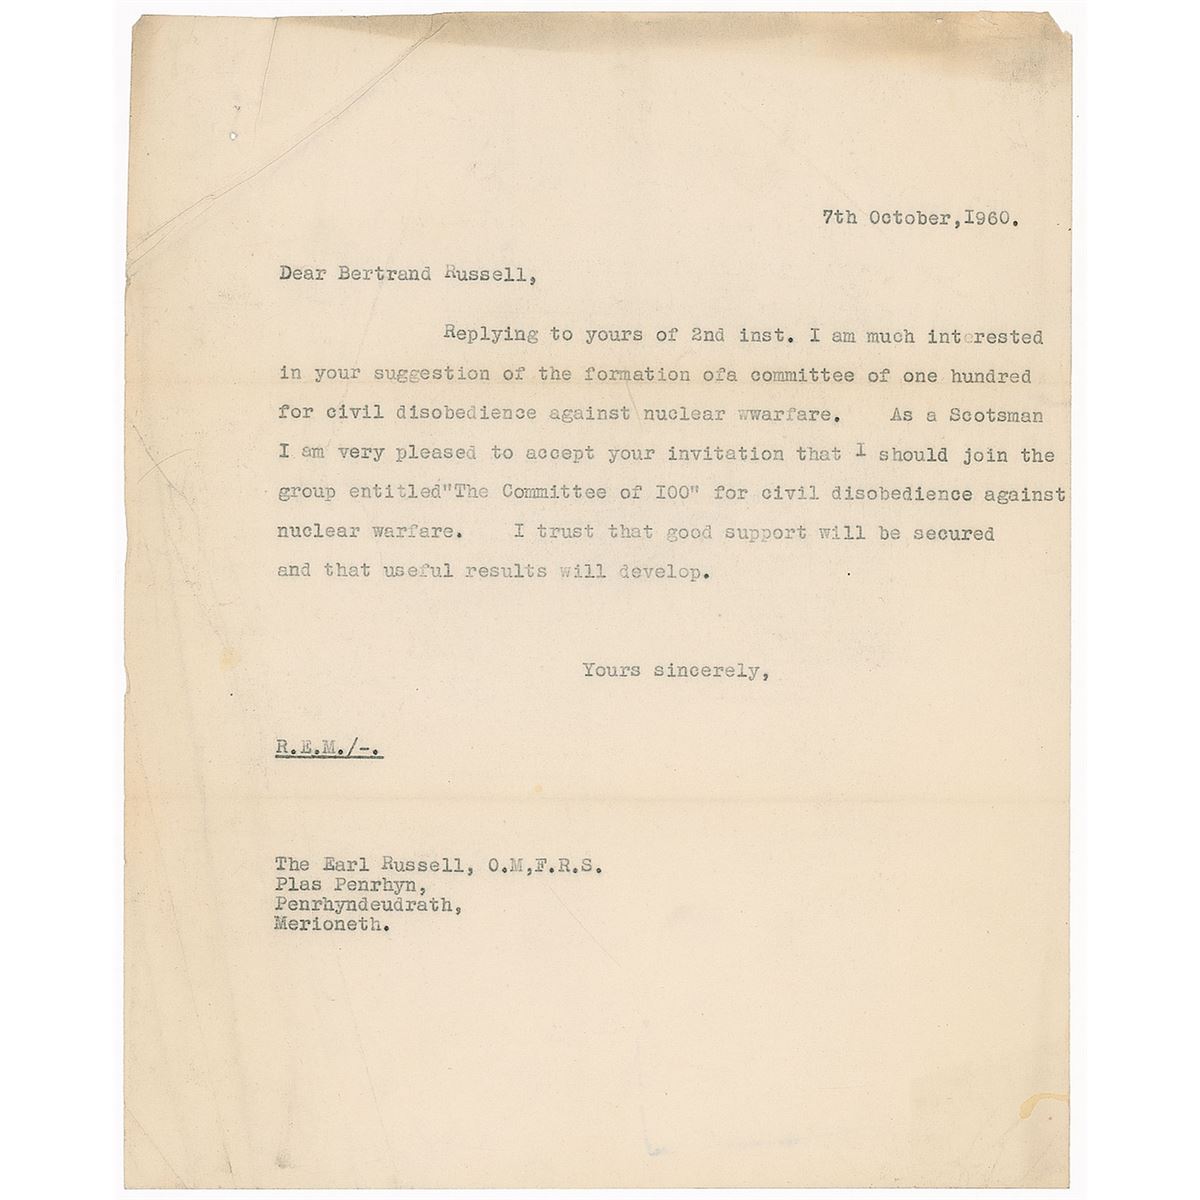 7th October,I960.
Dear Bertrand Russell,
Replying to yours of 2nd inst. I am much interested
in your suggestion of the formation ofa committee of one hundred
for civil disobedience against nuclear wwarfare. As a Scotsman
I am very pleased to accept your invitation that I should join the
group entitled"The Committee of I00" for civil disobedience against
nuclear warfare. I trust that good support will be secured
and that useful results will develop.
Yours sincerely,
R.E.M./-.
The Earl Russell, O.M,F.R.S.
Plas Penrhyn,
Penrhyndeudrath,
Merioneth.